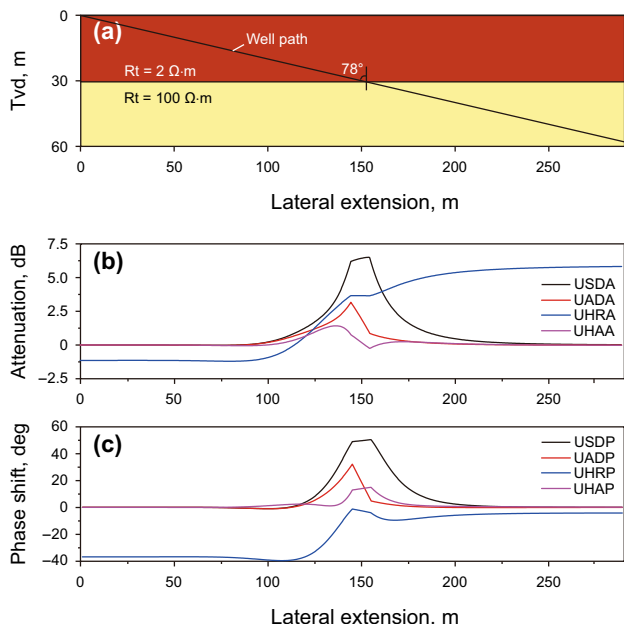 (a)
Well path
Rt = 2 Ω·m
78°
Rt = 100 Ω·m
Tvd, m
0
30
60
0 50 100 150 200 250
Lateral extension, m
(b)
Attenuation, dB
7.5
5.0
2.5
0
–2.5
USDA
UADA
UHRA
UHAA
0 50 100 150 200 250
(c)
Phase shift, deg
60
40
20
0
–20
–40
USDP
UADP
UHRP
UHAP
0 50 100 150 200 250
Lateral extension, m